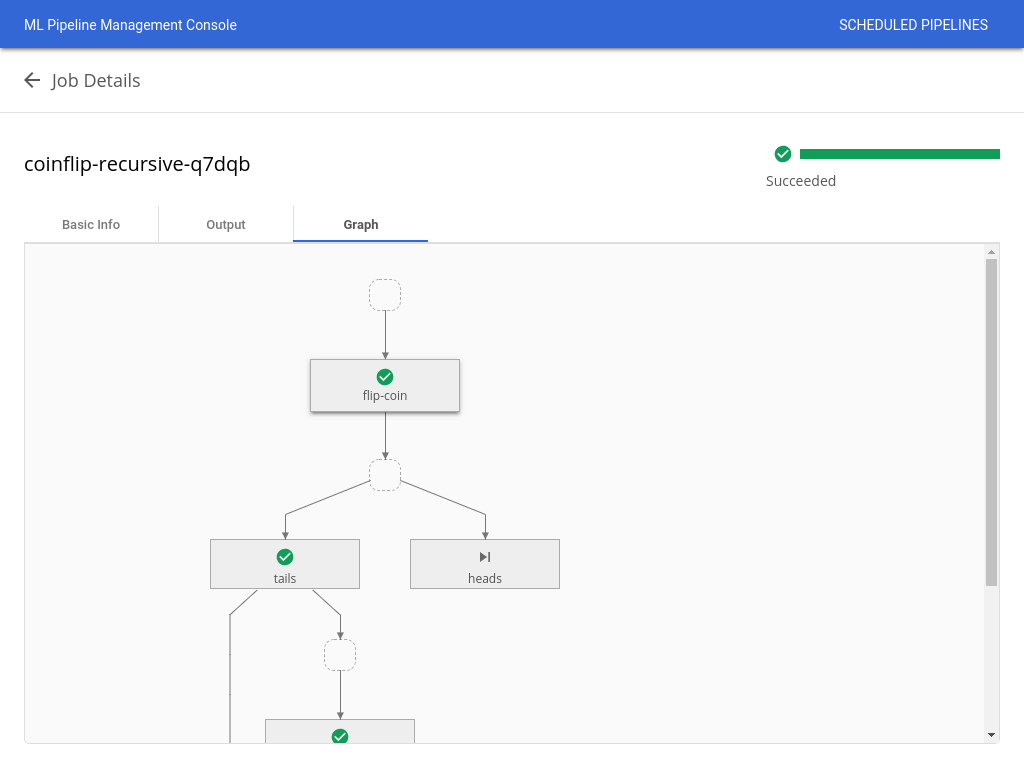 ML Pipeline Management Console
SCHEDULED PIPELINES
Job Details
coinflip-recursive-q7dqb
Succeeded
Basic Info
Output
Graph
flip-coin
tails
heads